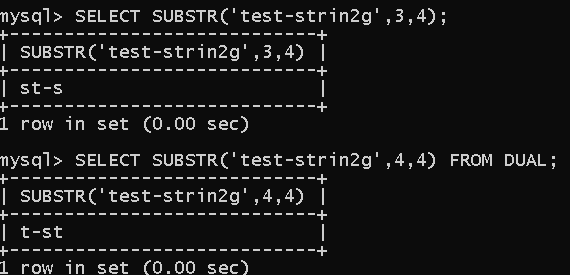 mysql> SELECT SUBSTR('test-strin2g',3,4);
+-----------------------------+
| SUBSTR('test-strin2g',3,4) |
+-----------------------------+
| st-s |
+-----------------------------+
1 row in set (0.00 sec)
mysql> SELECT SUBSTR('test-strin2g',4,4) FROM DUAL;
+-----------------------------+
| SUBSTR('test-strin2g',4,4) |
+-----------------------------+
| t-st |
+-----------------------------+
1 row in set (0.00 sec)